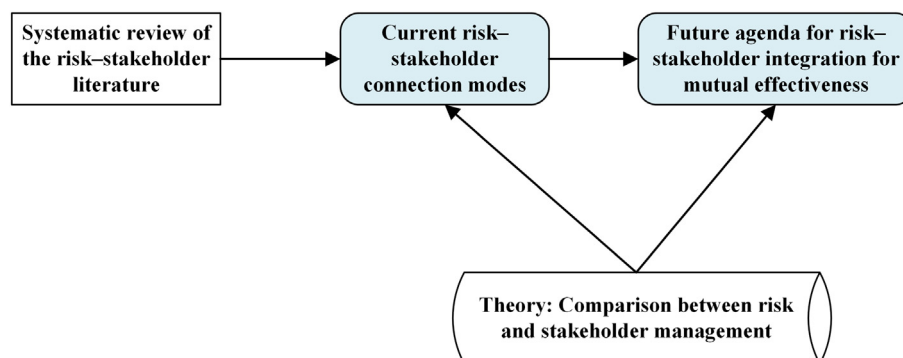 Systematic review of
the risk–stakeholder
literature
Current risk–
stakeholder
connection modes
Future agenda for risk–
stakeholder integration for
mutual effectiveness
Theory: Comparison between risk
and stakeholder management